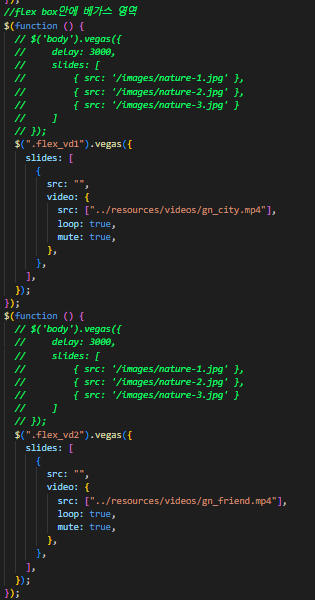 });
//flex box안에 베가스 영역
$(function () {
  // $('body').vegas({
  //     delay: 3000,
  //     slides: [
  //         { src: '/images/nature-1.jpg' },
  //         { src: '/images/nature-2.jpg' },
  //         { src: '/images/nature-3.jpg' }
  //     ]
  // });
  $(".flex_vd1").vegas({
    slides: [
      {
        src: "",
        video: {
          src: ["../resources/videos/gn_city.mp4"],
          loop: true,
          mute: true,
        },
      },
    ],
  });
});
$(function () {
  // $('body').vegas({
  //     delay: 3000,
  //     slides: [
  //         { src: '/images/nature-1.jpg' },
  //         { src: '/images/nature-2.jpg' },
  //         { src: '/images/nature-3.jpg' }
  //     ]
  // });
  $(".flex_vd2").vegas({
    slides: [
      {
        src: "",
        video: {
          src: ["../resources/videos/gn_friend.mp4"],
          loop: true,
          mute: true,
        },
      },
    ],
  });
});